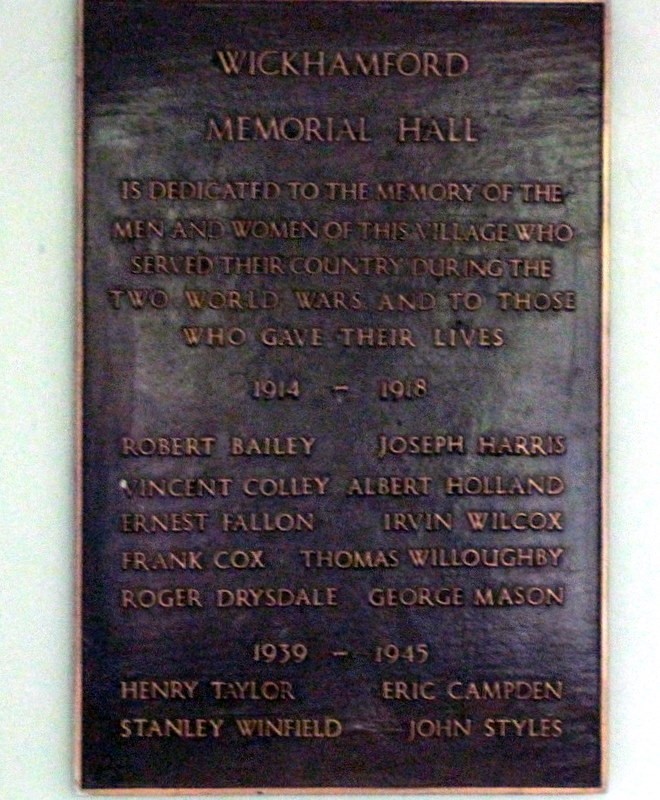 WICKHAMFORD
MEMORIAL HALL
IS DEDICATED TO THE MEMORY OF THE
MEN AND WOMEN OF THIS VILLAGE WHO
SERVED THEIR COUNTRY DURING THE
TWO WORLD WARS AND TO THOSE
WHO GAVE THEIR LIVES
1914 – 1918
ROBERT BAILEY JOSEPH HARRIS
VINCENT COLLEY ALBERT HOLLAND
ERNEST FALLON IRVIN WILCOX
FRANK COX THOMAS WILLOUGHBY
ROGER DRYSDALE GEORGE MASON
1939 – 1945
HENRY TAYLOR ERIC CAMPDEN
STANLEY WINFIELD JOHN STYLES